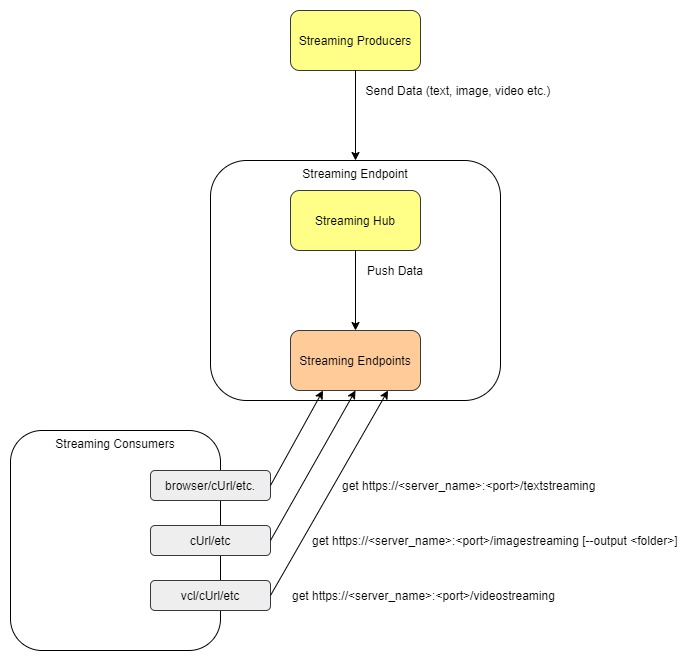 Streaming Producers
Send Data (text, image, video etc.)
Streaming Endpoint
Streaming Hub
Push Data
Streaming Endpoints
Streaming Consumers
browser/cUrl/etc.
get https://<server_name>:<port>/textstreaming
cUrl/etc
get https://<server_name>:<port>/imagestreaming [--output <folder>]
vcl/cUrl/etc
get https://<server_name>:<port>/videostreaming